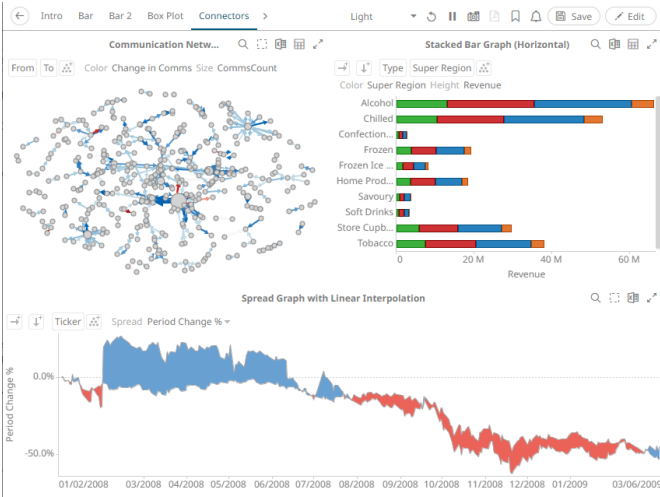 Intro Bar Bar 2 Box Plot Connectors Light Save Edit
Communication Netw...
From To Color Change in Comms Size CommsCount
Stacked Bar Graph (Horizontal)
Type Super Region
Color Super Region Height Revenue
Alcohol
Chilled
Confection...
Frozen
Frozen Ice ...
Home Prod...
Savoury
Soft Drinks
Store Cupb...
Tobacco
0 20 M 40 M 60 M
Revenue
Spread Graph with Linear Interpolation
Ticker Spread Period Change %
Period Change %
0.0%
-50.0%
01/02/2008 03/2008 04/2008 05/2008 06/2008 07/2008 08/2008 09/2008 10/2008 11/2008 12/2008 01/2009 03/06/2009